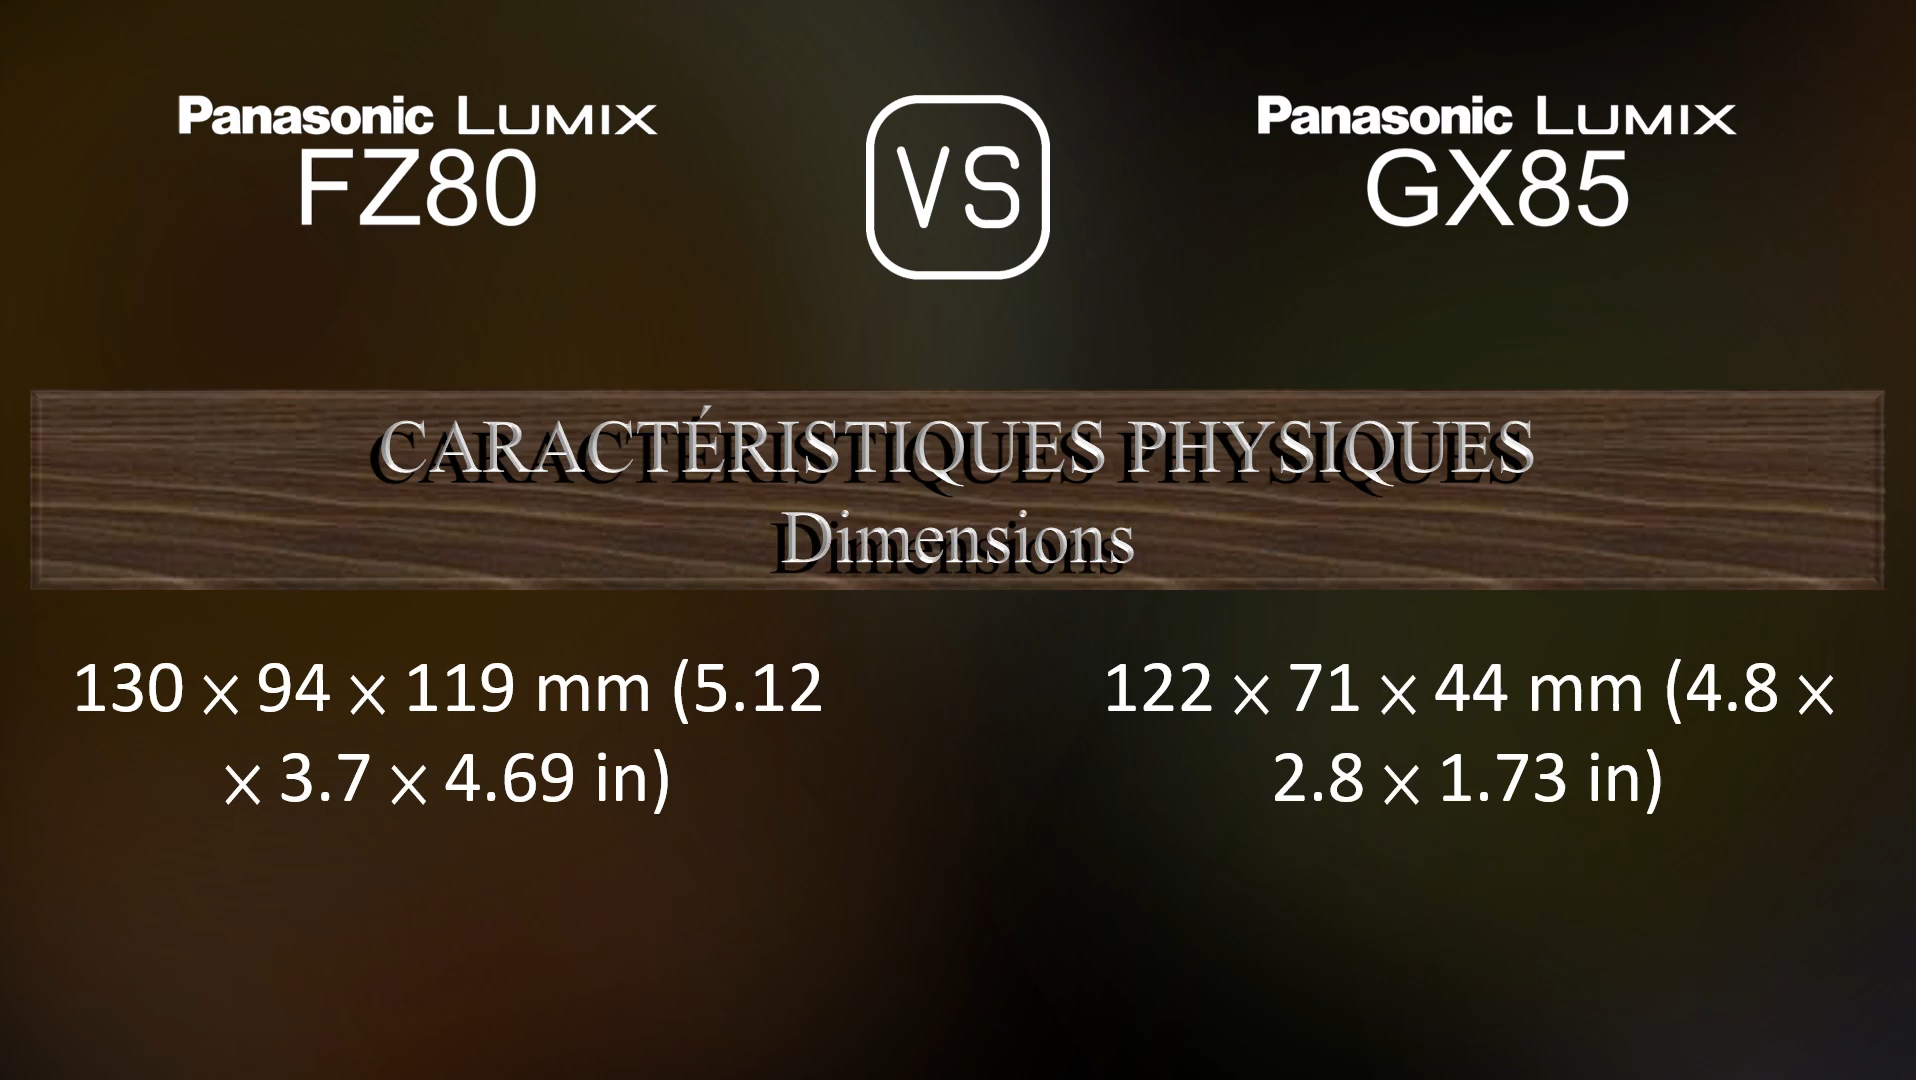 Panasonic LUMIX
FZ80
VS
Panasonic LUMIX
GX85
CARACTÉRISTIQUES PHYSIQUES
Dimensions
130 x 94 x 119 mm (5.12
x 3.7 x 4.69 in)
122 x 71 x 44 mm (4.8 x
2.8 x 1.73 in)